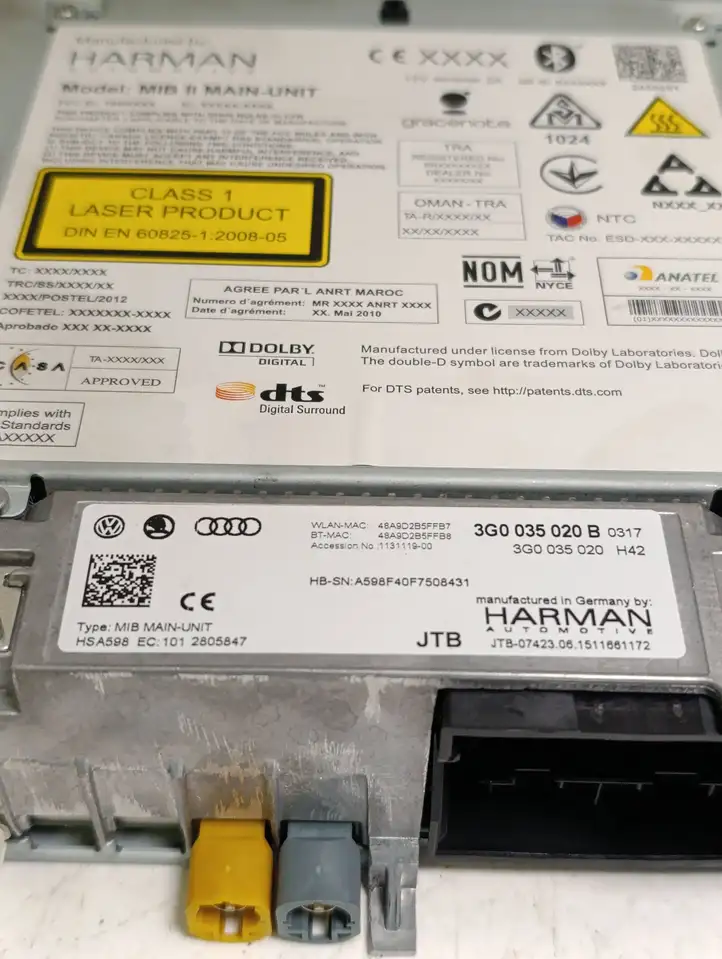 Manufactured by:
HARMAN
AUTOMOTIVE
Model: MIB II MAIN-UNIT
CE XXXX
gracenote
1024
TRA
REGISTERED No
DEALER No
OMAN - TRA
TA-R/XXXX/XX
XX/XX/XXXX
NTC
TAC No. ESD-XXX-XXXXX
CLASS 1
LASER PRODUCT
DIN EN 60825-1:2008-05
TC: XXXX/XXXX
TRC/SS/XXXX/XX
XXXX/POSTEL/2012
COFETEL: XXXXXXX-XXXX
Aprobado XXX XX-XXXX
AGREE PAR´L ANRT MAROC
Numero d´agrément: MR XXXX ANRT XXXX
Date d´agrément: XX. Mai 2010
NOM
NYCE
XXXXX
ANATEL
CASA
TA-XXXX/XXX
APPROVED
DOLBY
DIGITAL
dts
Digital Surround
Manufactured under license from Dolby Laboratories.
The double-D symbol are trademarks of Dolby
For DTS patents, see http://patents.dts.com
with
Standards
XXXXX
WLAN-MAC: 48A9D2B5FFB7
BT-MAC: 48A9D2B5FFB8
Accession No.: 1131119-00
3G0 035 020 B 0317
3G0 035 020 H42
HB-SN: A598F40F7508431
CE
Type: MIB MAIN-UNIT
HSA598 EC: 101 2805847
JTB
manufactured in Germany by:
HARMAN
AUTOMOTIVE
JTB-07423.06.1511661172